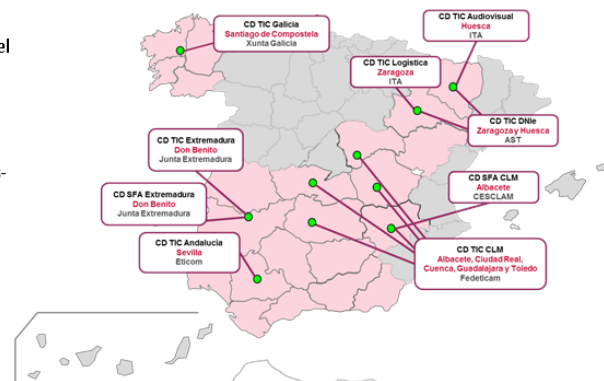 el
s-
CD TIC Galicia
Santiago de Compostela
Xunta Galicia
CD TIC Audiovisual
Huesca
ITA
CD TIC Logística
Zaragoza
ITA
CD TIC DNIe
Zaragoza y Huesca
AST
CD TIC Extremadura
Don Benito
Junta Extremadura
CD SFA CLM
Albacete
CESCLAM
CD SFA Extremadura
Don Benito
Junta Extremadura
CD TIC Andalucia
Sevilla
Eticom
CD TIC CLM
Albacete, Ciudad Real,
Cuenca, Guadalajara y Toledo
Fedeticam